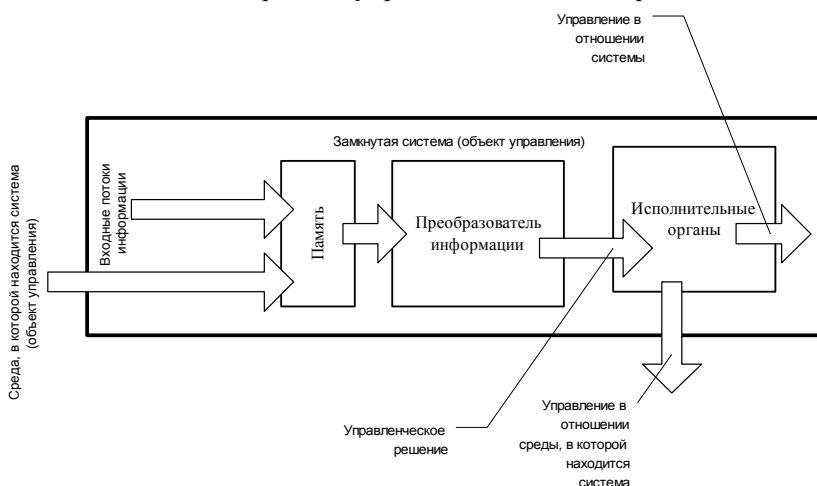 Управление в
отношении
системы
Замкнутая система (объект управления)
Среда, в которой находится система
(объект управления)
Входные потоки
информации
Память
Преобразователь
информации
Исполнительные
органы
Управленческое
решение
Управление в
отношении
среды, в которой
находится
система